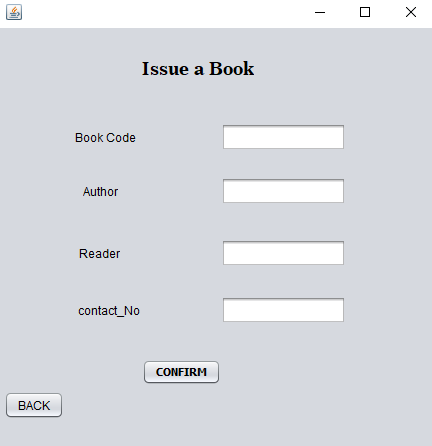 Issue a Book
Book Code
Author
Reader
contact_No
CONFIRM
BACK